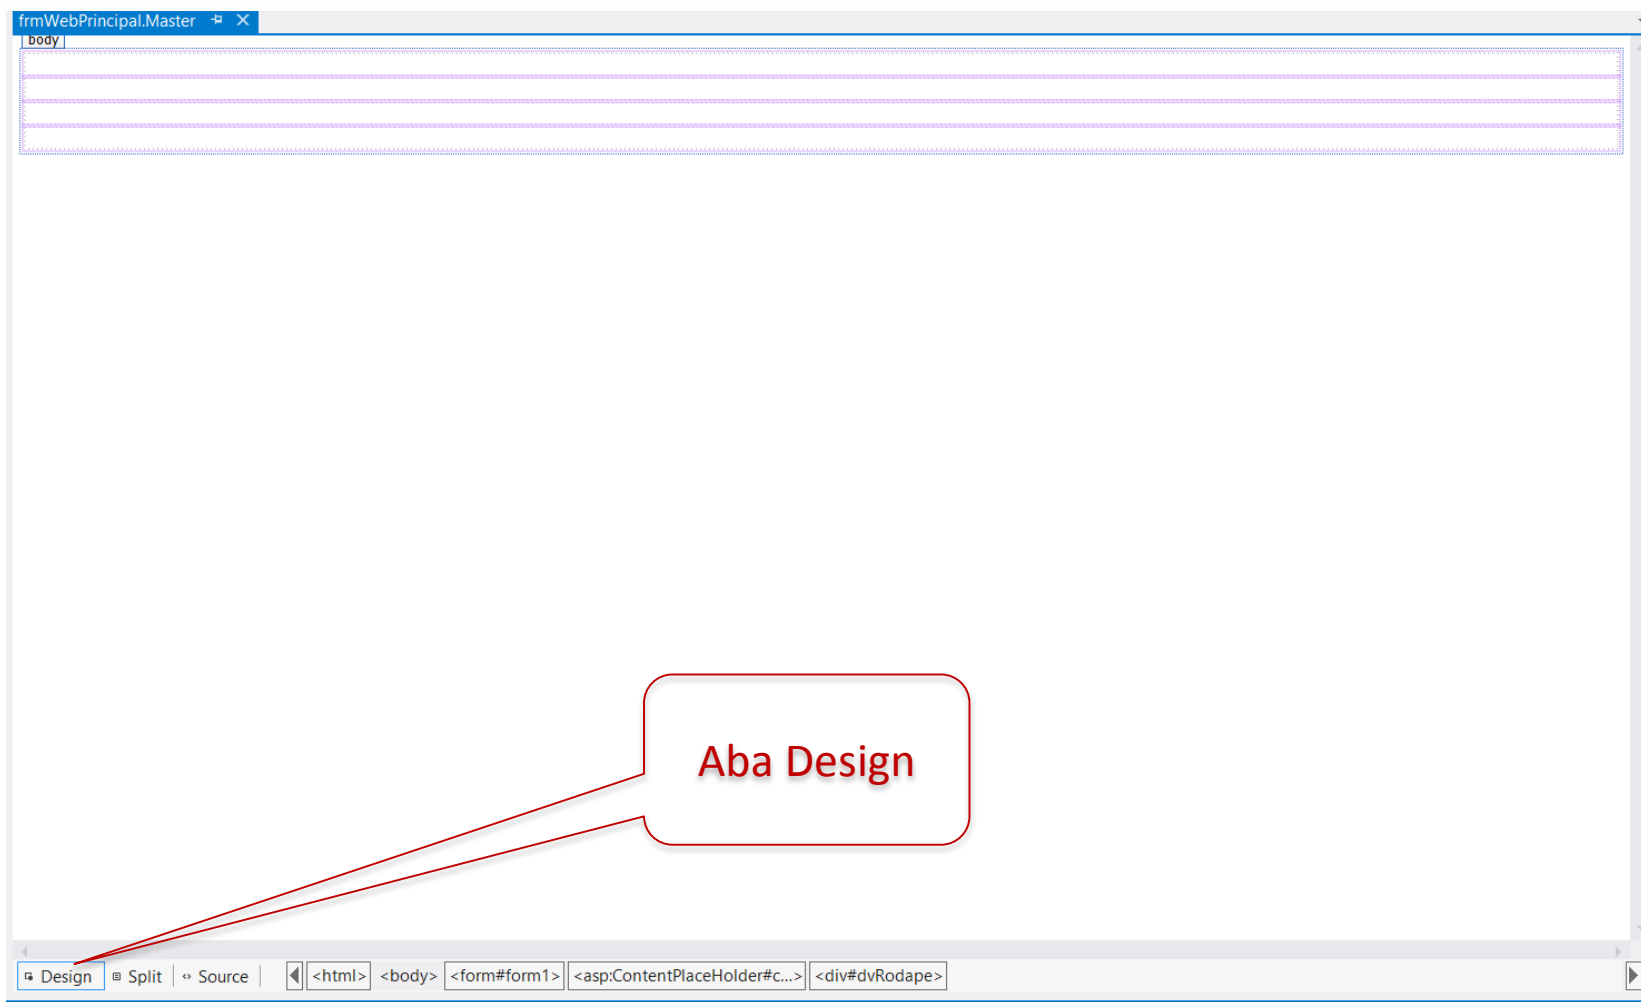 frmWebPrincipal.Master
body
Aba Design
Design Split Source <html> <body> <form#form1> <asp:ContentPlaceHolder#c...> <div#dvRodape>